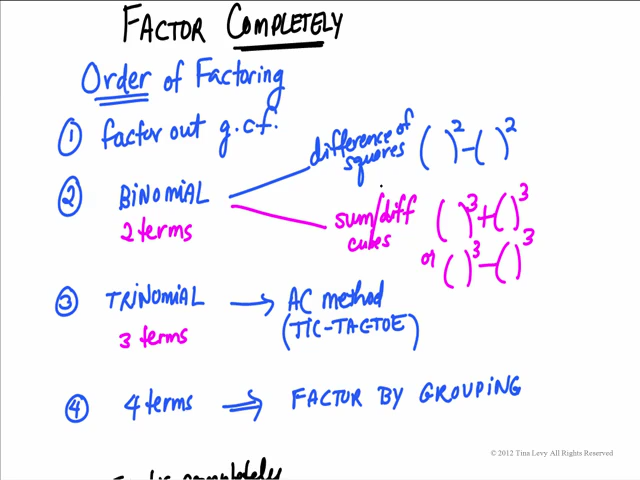 FACTOR COMPLETELY
Order of Factoring
① factor out g.c.f.
difference of squares ( )² - ( )²
② BINOMIAL
2 terms
sum/diff cubes ( )³ + ( )³
or ( )³ - ( )³
③ TRINOMIAL → AC method
3 terms (TIC-TAC-TOE)
④ 4 terms ⇒ FACTOR BY GROUPING
© 2012 Tina Levy All Rights Reserved
completely